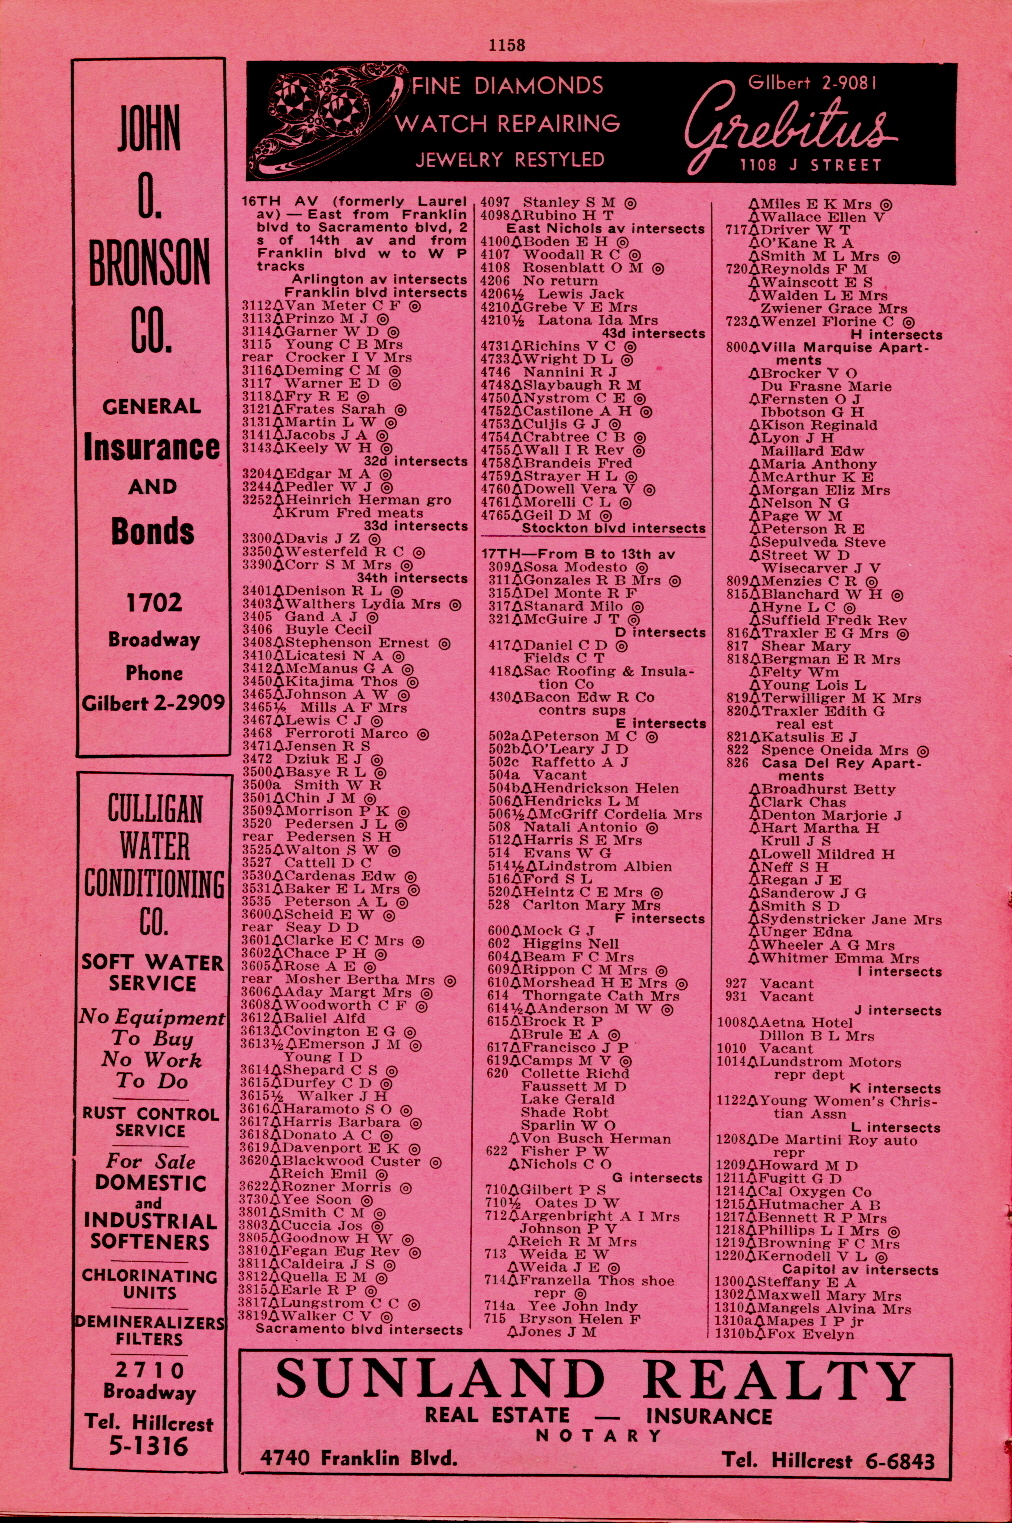 1158
JOHN
O.
BRONSON
CO.
GENERAL
Insurance
AND
Bonds
1702
Broadway
Phone
Gilbert 2-2909
CULLIGAN
WATER
CONDITIONING
CO.
SOFT WATER
SERVICE
No Equipment
To Buy
No Work
To Do
RUST CONTROL
SERVICE
For Sale
DOMESTIC
and
INDUSTRIAL
SOFTENERS
CHLORINATING
UNITS
DEMINERALIZERS
FILTERS
2710
Broadway
Tel. Hillcrest
5-1316
FINE DIAMONDS
WATCH REPAIRING
JEWELRY RESTYLED
GIlbert 2-9081
Grebitus
1108 J STREET
16TH AV (formerly Laurel
av) — East from Franklin
blvd to Sacramento blvd, 2
s of 14th av and from
Franklin blvd w to W P
tracks
Arlington av intersects
Franklin blvd intersects
3112△Van Meter C F ◎
3113△Prinzo M J ◎
3114△Garner W D ◎
3115 Young C B Mrs
rear Crocker I V Mrs
3116△Deming C M ◎
3117 Warner E D ◎
3118△Fry R E ◎
3121△Frates Sarah ◎
3131△Martin L W ◎
3141△Jacobs J A ◎
3143△Keely W H ◎
32d intersects
3204△Edgar M A ◎
3244△Pedler W J ◎
3252△Heinrich Herman gro
△Krum Fred meats
33d intersects
3300△Davis J Z ◎
3350△Westerfeld R C ◎
3390△Corr S M Mrs ◎
34th intersects
3401△Denison R L ◎
3403△Walthers Lydia Mrs ◎
3405 Gand A J ◎
3406 Buyle Cecil
3408△Stephenson Ernest ◎
3410△Licatesi N A ◎
3412△McManus G A ◎
3450△Kitajima Thos ◎
3465△Johnson A W ◎
3465½ Mills A F Mrs
3467△Lewis C J ◎
3468 Ferroroti Marco ◎
3471△Jensen R S
3472 Dziuk E J ◎
3500△Basye R L ◎
3500a Smith W R
3501△Chin J M ◎
3509△Morrison P K ◎
3520 Pedersen J L ◎
rear Pedersen S H
3525△Walton S W ◎
3527 Cattell D C
3530△Cardenas Edw ◎
3531△Baker E L Mrs ◎
3535 Peterson A L ◎
3600△Scheid E W ◎
rear Seay D D
3601△Clarke E C Mrs ◎
3602△Chace P H ◎
3605△Rose A E ◎
rear Mosher Bertha Mrs ◎
3606△Aday Margt Mrs ◎
3608△Woodworth C F ◎
3612△Baliel Alfd
3613△Covington E G ◎
3613½△Emerson J M ◎
Young I D
3614△Shepard C S ◎
3615△Durfey C D ◎
3615½ Walker J H
3616△Haramoto S O ◎
3617△Harris Barbara ◎
3618△Donato A C ◎
3619△Davenport E K ◎
3620△Blackwood Custer ◎
△Reich Emil ◎
3622△Rozner Morris ◎
3730△Yee Soon ◎
3801△Smith C M ◎
3803△Cuccia Jos ◎
3805△Goodnow H W ◎
3810△Fegan Eug Rev ◎
3811△Caldeira J S ◎
3812△Quella E M ◎
3815△Earle R P ◎
3817△Lungstrom C C ◎
3819△Walker C V ◎
Sacramento blvd intersects
4097 Stanley S M ◎
4098△Rubino H T
East Nichols av intersects
4100△Boden E H ◎
4107 Woodall R C ◎
4108 Rosenblatt O M ◎
4206 No return
4206½ Lewis Jack
4210△Grebe V E Mrs
4210½ Latona Ida Mrs
43d intersects
4731△Richins V C ◎
4733△Wright D L ◎
4746 Nannini R J
4748△Slaybaugh R M
4750△Nystrom C E ◎
4752△Castilone A H ◎
4753△Culjis G J ◎
4754△Crabtree C B ◎
4755△Wall I R Rev ◎
4758△Brandeis Fred
4759△Strayer H L ◎
4760△Dowell Vera V ◎
4761△Morelli C L ◎
4765△Geil D M ◎
Stockton blvd intersects
17TH—From B to 13th av
309△Sosa Modesto ◎
311△Gonzales R B Mrs ◎
315△Del Monte R F
317△Stanard Milo ◎
321△McGuire J T ◎
D intersects
417△Daniel C D ◎
Fields C T
418△Sac Roofing & Insula-
tion Co
430△Bacon Edw R Co
contrs sups
E intersects
502a△Peterson M C ◎
502b△O'Leary J D
502c Raffetto A J
504a Vacant
504b△Hendrickson Helen
506△Hendricks L M
506½△McGriff Cordelia Mrs
508 Natali Antonio ◎
512△Harris S E Mrs
514 Evans W G
514½△Lindstrom Albien
516△Ford S L
520△Heintz C E Mrs ◎
528 Carlton Mary Mrs
F intersects
600△Mock G J
602 Higgins Nell
604△Beam F C Mrs
609△Rippon C M Mrs ◎
610△Morshead H E Mrs ◎
614 Thorngate Cath Mrs
614½△Anderson M W ◎
615△Brock R P
△Brule E A ◎
617△Francisco J P
619△Camps M V ◎
620 Collette Richd
Faussett M D
Lake Gerald
Shade Robt
Sparlin W O
△Von Busch Herman
622 Fisher P W
△Nichols C O
G intersects
710△Gilbert P S
710½ Oates D W
712△Argenbright A I Mrs
Johnson P V
△Reich R M Mrs
713 Weida E W
△Weida J E ◎
714△Franzella Thos shoe
repr ◎
714a Yee John Indy
715 Bryson Helen F
△Jones J M
△Miles E K Mrs ◎
△Wallace Ellen V
717△Driver W T
△O'Kane R A
△Smith M L Mrs ◎
720△Reynolds F M
△Wainscott E S
△Walden L E Mrs
Zwiener Grace Mrs
723△Wenzel Florine C ◎
H intersects
800△Villa Marquise Apart-
ments
△Brocker V O
Du Frasne Marie
△Fernsten O J
Ibbotson G H
△Kison Reginald
△Lyon J H
Maillard Edw
△Maria Anthony
△McArthur K E
△Morgan Eliz Mrs
△Nelson N G
△Page W M
△Peterson R E
△Sepulveda Steve
△Street W D
Wisecarver J V
809△Menzies C R ◎
815△Blanchard W H ◎
△Hyne L C ◎
△Suffield Fredk Rev
816△Traxler E G Mrs ◎
817 Shear Mary
818△Bergman E R Mrs
△Felty Wm
△Young Lois L
819△Terwilliger M K Mrs
820△Traxler Edith G
real est
821△Katsulis E J
822 Spence Oneida Mrs ◎
826 Casa Del Rey Apart-
ments
△Broadhurst Betty
△Clark Chas
△Denton Marjorie J
△Hart Martha H
Krull J S
△Lowell Mildred H
△Neff S H
△Regan J E
△Sanderow J G
△Smith S D
△Sydenstricker Jane Mrs
△Unger Edna
△Wheeler A G Mrs
△Whitmer Emma Mrs
I intersects
927 Vacant
931 Vacant
J intersects
1008△Aetna Hotel
Dillon B L Mrs
1010 Vacant
1014△Lundstrom Motors
repr dept
K intersects
1122△Young Women's Chris-
tian Assn
L intersects
1208△De Martini Roy auto
repr
1209△Howard M D
1211△Fugitt G D
1214△Cal Oxygen Co
1215△Hutmacher A B
1217△Bennett R P Mrs
1218△Phillips L I Mrs ◎
1219△Browning F C Mrs
1220△Kernodell V L ◎
Capitol av intersects
1300△Steffany E A
1302△Maxwell Mary Mrs
1310△Mangels Alvina Mrs
1310a△Mapes I P jr
1310b△Fox Evelyn
SUNLAND REALTY
REAL ESTATE — INSURANCE
NOTARY
4740 Franklin Blvd.
Tel. Hillcrest 6-6843